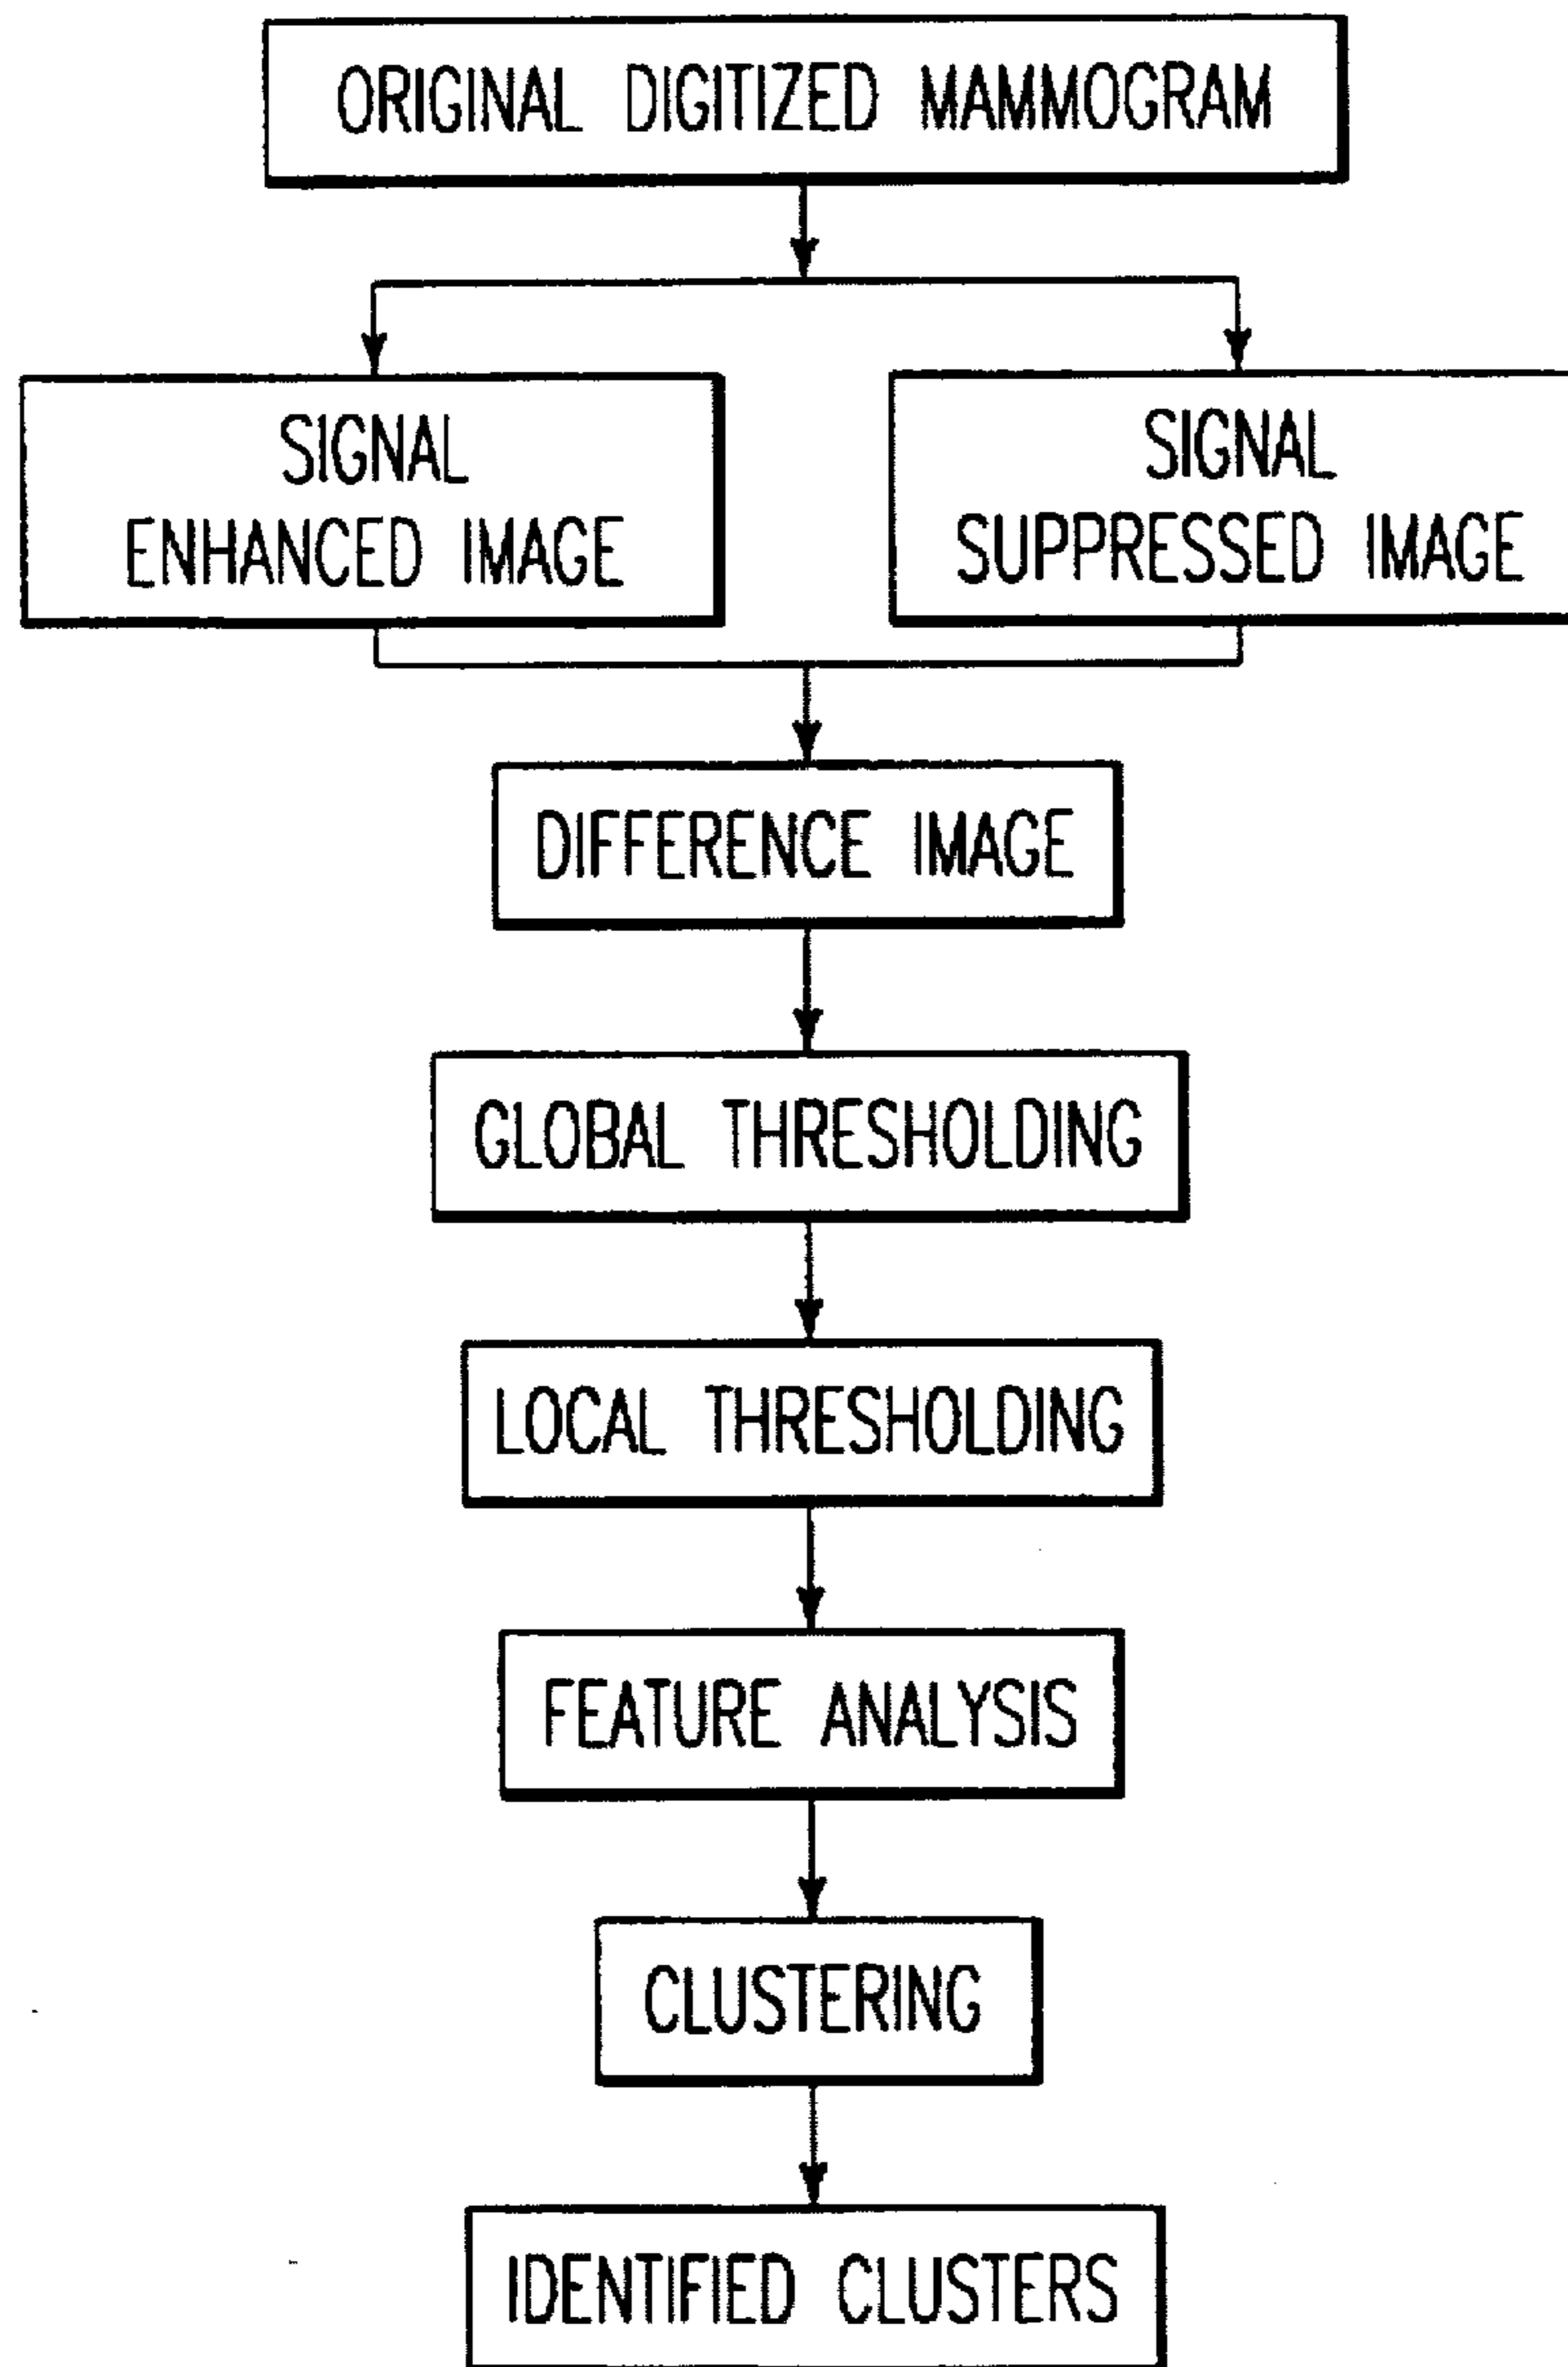 ORIGINAL DIGITIZED MAMMOGRAM
SIGNAL
ENHANCED IMAGE
SIGNAL
SUPPRESSED IMAGE
DIFFERENCE IMAGE
GLOBAL THRESHOLDING
LOCAL THRESHOLDING
FEATURE ANALYSIS
CLUSTERING
IDENTIFIED CLUSTERS